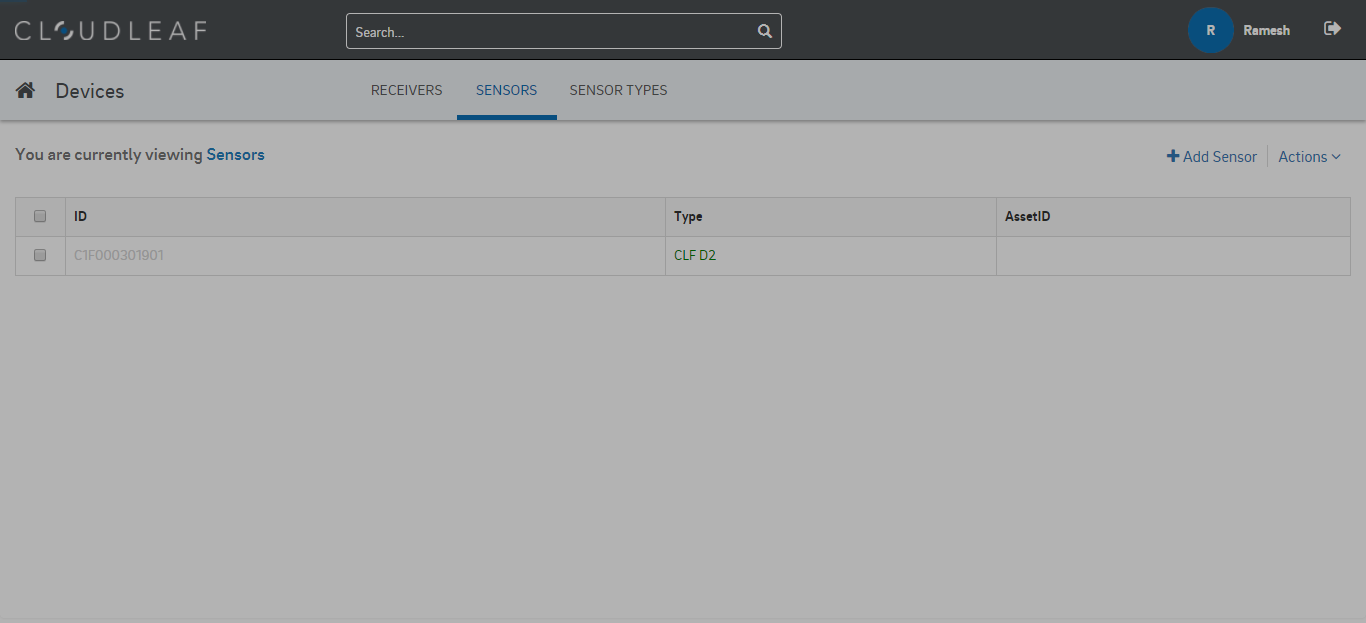 CLOUDLEAF
Search...
R
Ramesh
Devices
RECEIVERS
SENSORS
SENSOR TYPES
You are currently viewing Sensors
Add Sensor
Actions
ID
Type
AssetID
C1F000301901
CLF D2